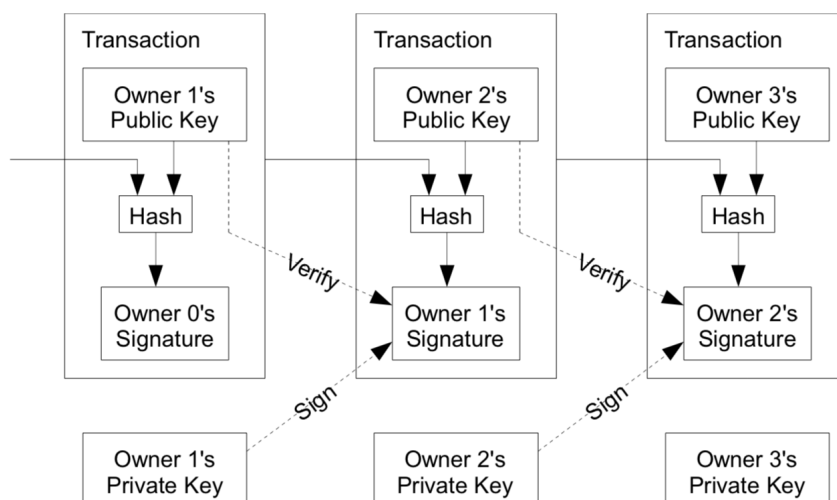 Transaction
Owner 1's
Public Key
Hash
Owner 0's
Signature
Transaction
Owner 2's
Public Key
Hash
Verify
Owner 1's
Signature
Sign
Transaction
Owner 3's
Public Key
Hash
Verify
Owner 2's
Signature
Sign
Owner 1's
Private Key
Owner 2's
Private Key
Owner 3's
Private Key